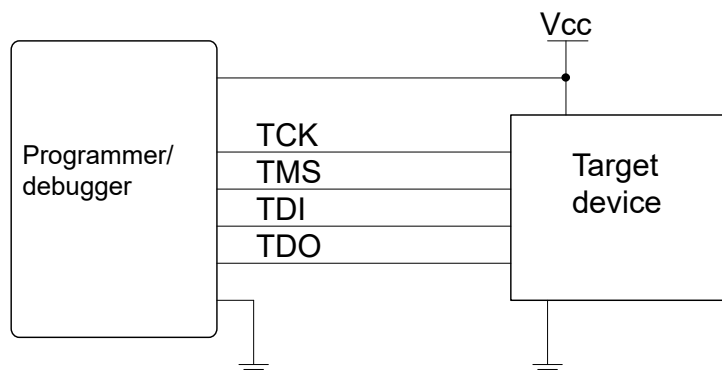 Vcc
Programmer/
debugger
TCK
TMS
TDI
TDO
Target
device